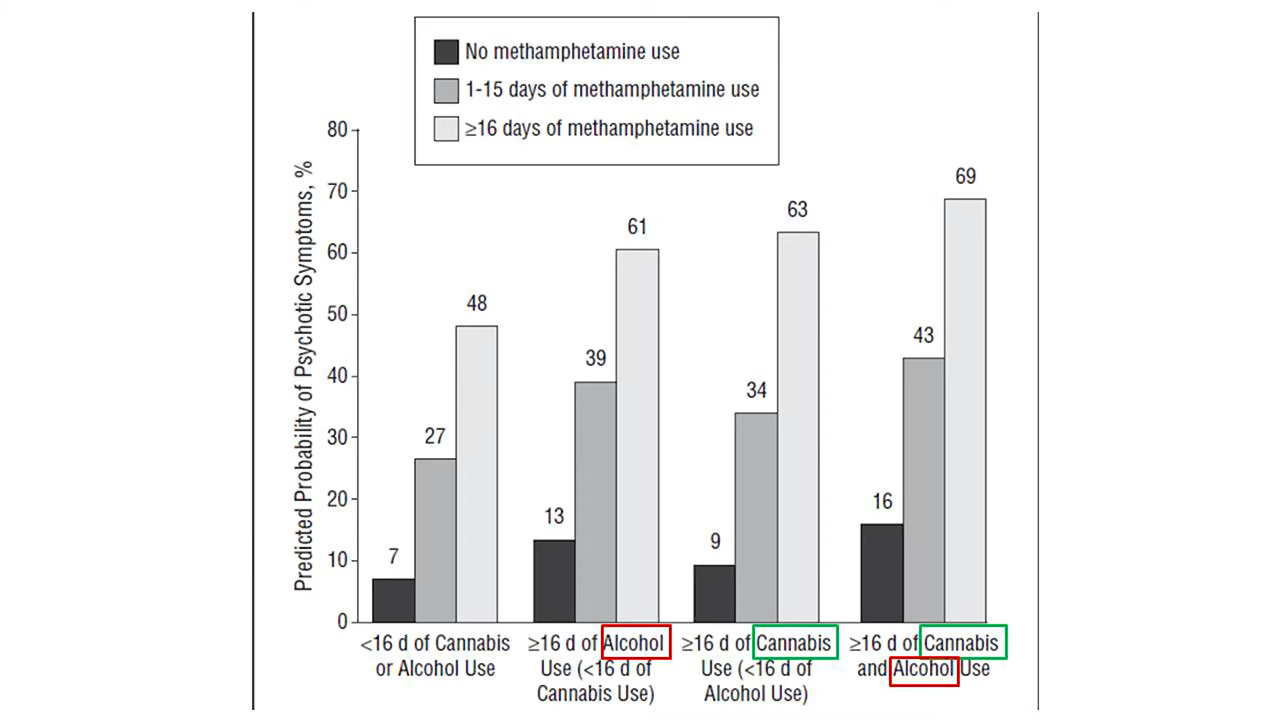 No methamphetamine use
1-15 days of methamphetamine use
≥16 days of methamphetamine use
Predicted Probability of Psychotic Symptoms, %
80
70
60
50
40
30
20
10
0
7
27
48
13
39
61
9
34
63
16
43
69
<16 d of Cannabis
or Alcohol Use
≥16 d of Alcohol
Use (<16 d of
Cannabis Use)
≥16 d of Cannabis
Use (<16 d of
Alcohol Use)
≥16 d of Cannabis
and Alcohol Use